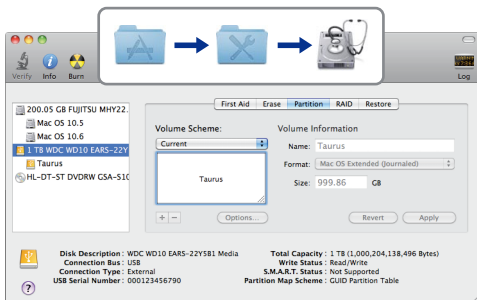 Verify Info Burn Log
200.05 GB FUJITSU MHY22.
Mac OS 10.5
Mac OS 10.6
1 TB WDC WD10 EARS-22Y
Taurus
HL-DT-ST DVDRW GSA-S10
First Aid Erase Partition RAID Restore
Volume Scheme: Volume Information
Current
Name: Taurus
Format: Mac OS Extended (Journaled)
Size: 999.86 GB
Taurus
+ − Options... Revert Apply
Disk Description : WDC WD10 EARS-22Y5B1 Media Total Capacity : 1 TB (1,000,204,138,496 Bytes)
Connection Bus : USB Write Status : Read/Write
Connection Type : External S.M.A.R.T. Status : Not Supported
USB Serial Number : 000123456790 Partition Map Scheme : GUID Partition Table
?